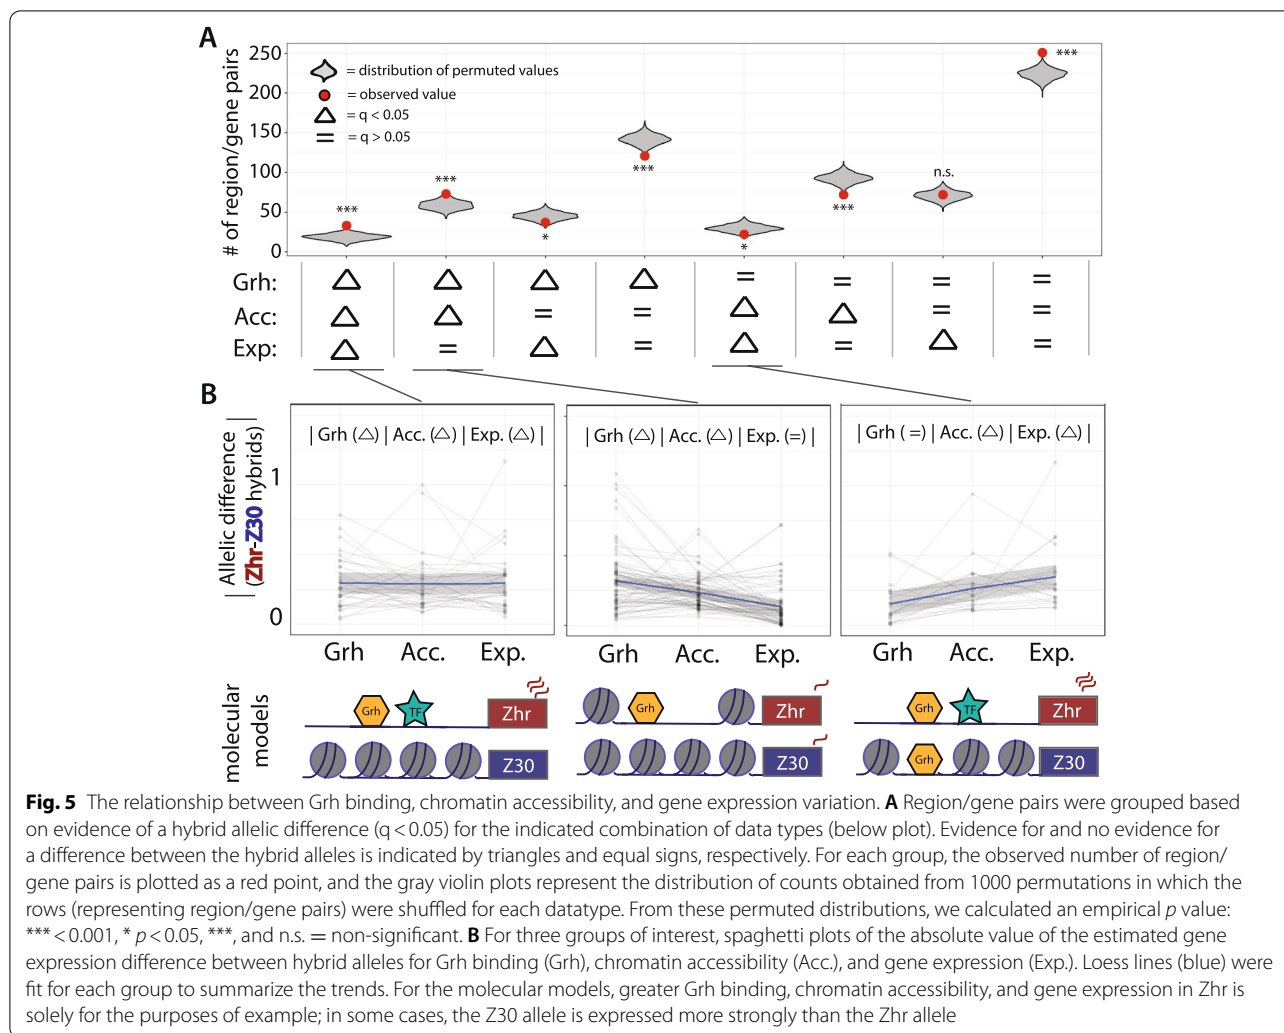 A
# of region/gene pairs
250
200
150
100
50
0
= distribution of permuted values
= observed value
△ = q < 0.05
= = q > 0.05
***
***
*
***
*
***
n.s.
***
Grh: △ △ △ △ = = = =
Acc: △ △ = = △ △ = =
Exp: △ = △ = △ = △ =
B
| Allelic difference |
(Zhr-Z30 hybrids)
1
0
| Grh (△) | Acc. (△) | Exp. (△) |
| Grh (△) | Acc. (△) | Exp. (=) |
| Grh (=) | Acc. (△) | Exp. (△) |
Grh Acc. Exp.
Grh Acc. Exp.
Grh Acc. Exp.
molecular
models
Grh TF Zhr
Z30
Grh Zhr
Z30
Grh TF Zhr
Grh Z30
Fig. 5 The relationship between Grh binding, chromatin accessibility, and gene expression variation. A Region/gene pairs were grouped based
on evidence of a hybrid allelic difference (q < 0.05) for the indicated combination of data types (below plot). Evidence for and no evidence for
a difference between the hybrid alleles is indicated by triangles and equal signs, respectively. For each group, the observed number of region/
gene pairs is plotted as a red point, and the gray violin plots represent the distribution of counts obtained from 1000 permutations in which the
rows (representing region/gene pairs) were shuffled for each datatype. From these permuted distributions, we calculated an empirical p value:
*** < 0.001, * p < 0.05, ***, and n.s. = non-significant. B For three groups of interest, spaghetti plots of the absolute value of the estimated gene
expression difference between hybrid alleles for Grh binding (Grh), chromatin accessibility (Acc.), and gene expression (Exp.). Loess lines (blue) were
fit for each group to summarize the trends. For the molecular models, greater Grh binding, chromatin accessibility, and gene expression in Zhr is
solely for the purposes of example; in some cases, the Z30 allele is expressed more strongly than the Zhr allele